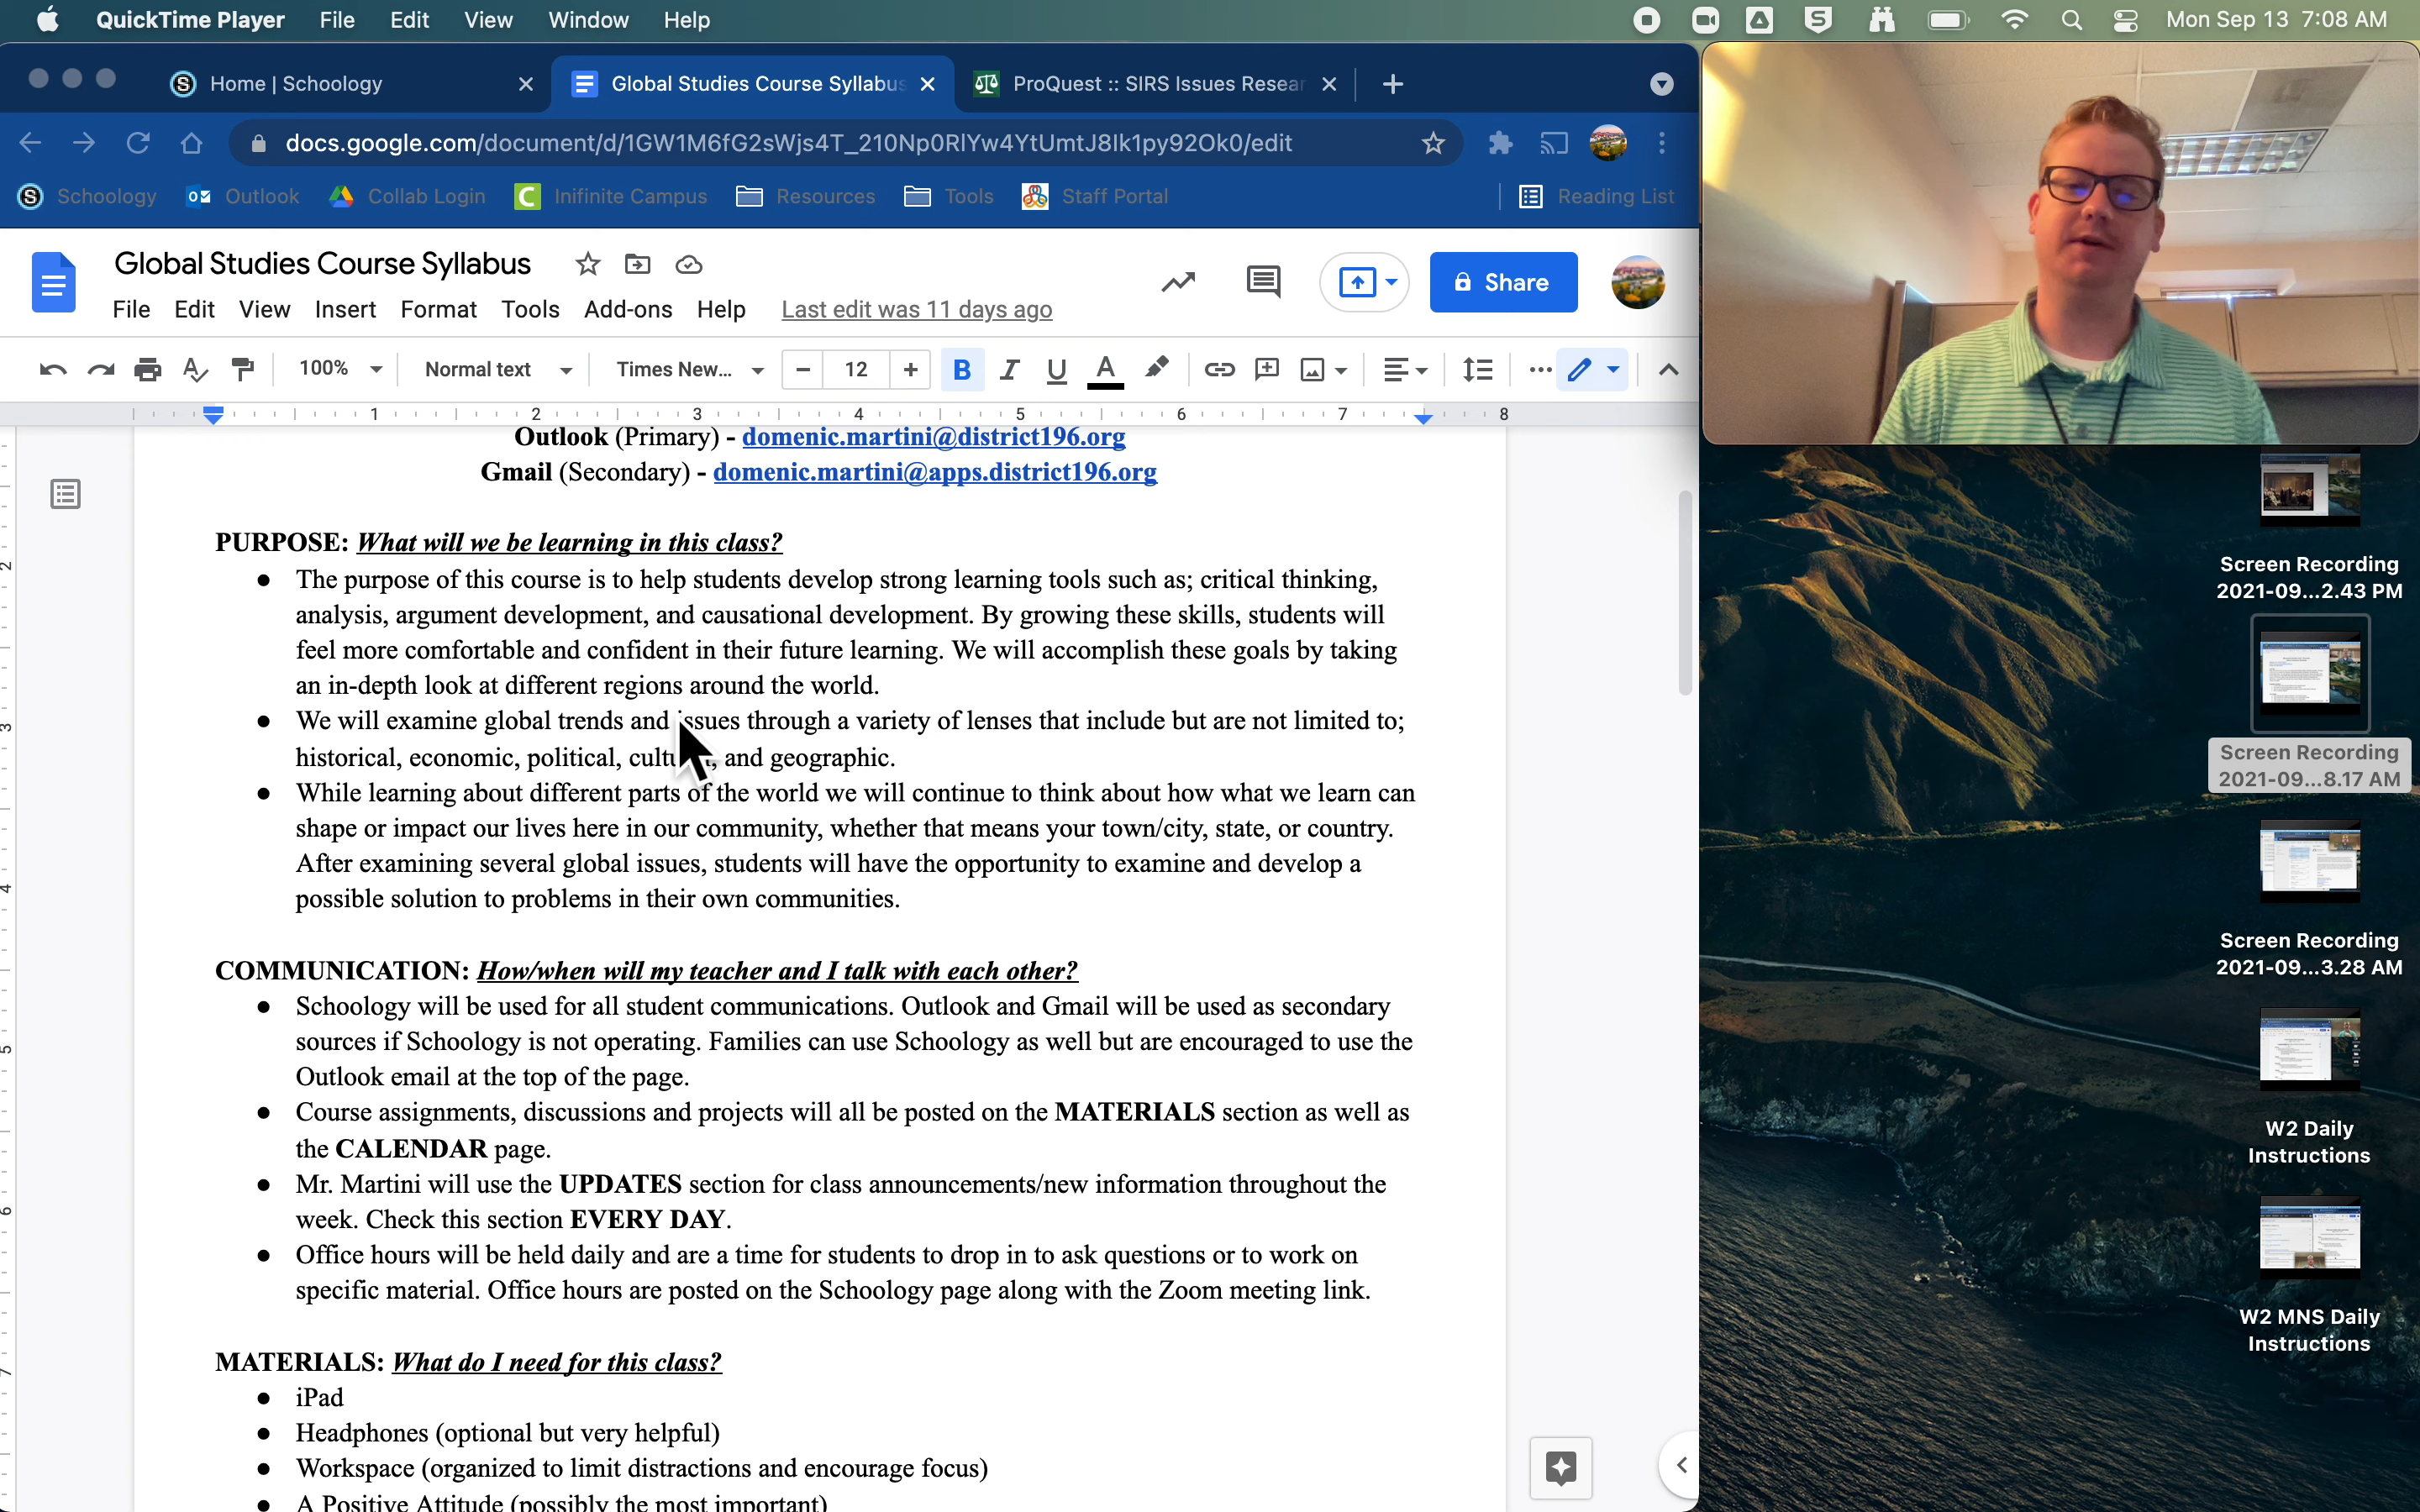 QuickTime Player File Edit View Window Help
Mon Sep 13 7:08 AM
Home | Schoology
Global Studies Course Syllabus
ProQuest :: SIRS Issues Resear
docs.google.com/document/d/1GW1M6fG2sWjs4T_210Np0RlYw4YtUmtJ8Ik1py92Ok0/edit
Schoology Outlook Collab Login Inifinite Campus Resources Tools Staff Portal Reading List
Global Studies Course Syllabus
Share
File Edit View Insert Format Tools Add-ons Help Last edit was 11 days ago
100% Normal text Times New... 12 B I U A
1 2 3 4 5 6 7 8
Outlook (Primary) - domenic.martini@district196.org
Gmail (Secondary) - domenic.martini@apps.district196.org
PURPOSE: What will we be learning in this class?
● The purpose of this course is to help students develop strong learning tools such as; critical thinking,
analysis, argument development, and causational development. By growing these skills, students will
feel more comfortable and confident in their future learning. We will accomplish these goals by taking
an in-depth look at different regions around the world.
● We will examine global trends and issues through a variety of lenses that include but are not limited to;
historical, economic, political, and geographic.
● While learning about different parts of the world we will continue to think about how what we learn can
shape or impact our lives here in our community, whether that means your town/city, state, or country.
After examining several global issues, students will have the opportunity to examine and develop a
possible solution to problems in their own communities.
COMMUNICATION: How/when will my teacher and I talk with each other?
● Schoology will be used for all student communications. Outlook and Gmail will be used as secondary
sources if Schoology is not operating. Families can use Schoology as well but are encouraged to use the
Outlook email at the top of the page.
● Course assignments, discussions and projects will all be posted on the MATERIALS section as well as
the CALENDAR page.
● Mr. Martini will use the UPDATES section for class announcements/new information throughout the
week. Check this section EVERY DAY.
● Office hours will be held daily and are a time for students to drop in to ask questions or to work on
specific material. Office hours are posted on the Schoology page along with the Zoom meeting link.
MATERIALS: What do I need for this class?
● iPad
● Headphones (optional but very helpful)
● Workspace (organized to limit distractions and encourage focus)
● A Positive Attitude (possibly the most important)
2
3
4
5
6
7
Screen Recording
2021-09...2.43 PM
Screen Recording
2021-09...8.17 AM
Screen Recording
2021-09...3.28 AM
W2 Daily
Instructions
W2 MNS Daily
Instructions